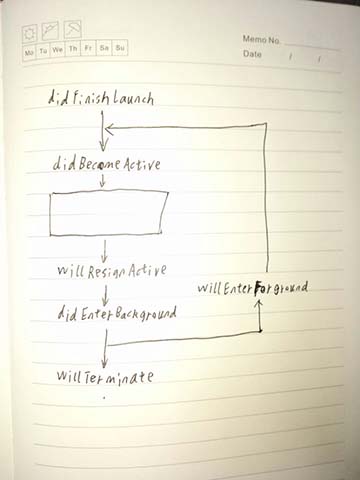 Memo No.
Mo Tu We Th Fr Sa Su
Date / /
did Finish Launch
did Become Active
will Resign Active
did Enter Background
will Enter Forground
will Terminate